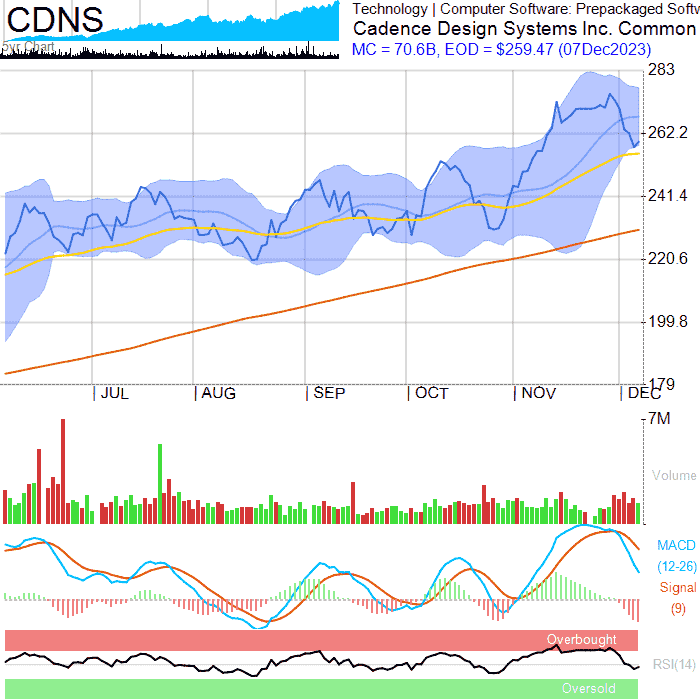 CDNS
5yr Chart
Technology | Computer Software: Prepackaged Softw
Cadence Design Systems Inc. Common
MC = 70.6B, EOD = $259.47 (07Dec2023)
283
262.2
241.4
220.6
199.8
179
JUL
AUG
SEP
OCT
NOV
DEC
7M
Volume
MACD
(12-26)
Signal
(9)
Overbought
RSI(14)
Oversold